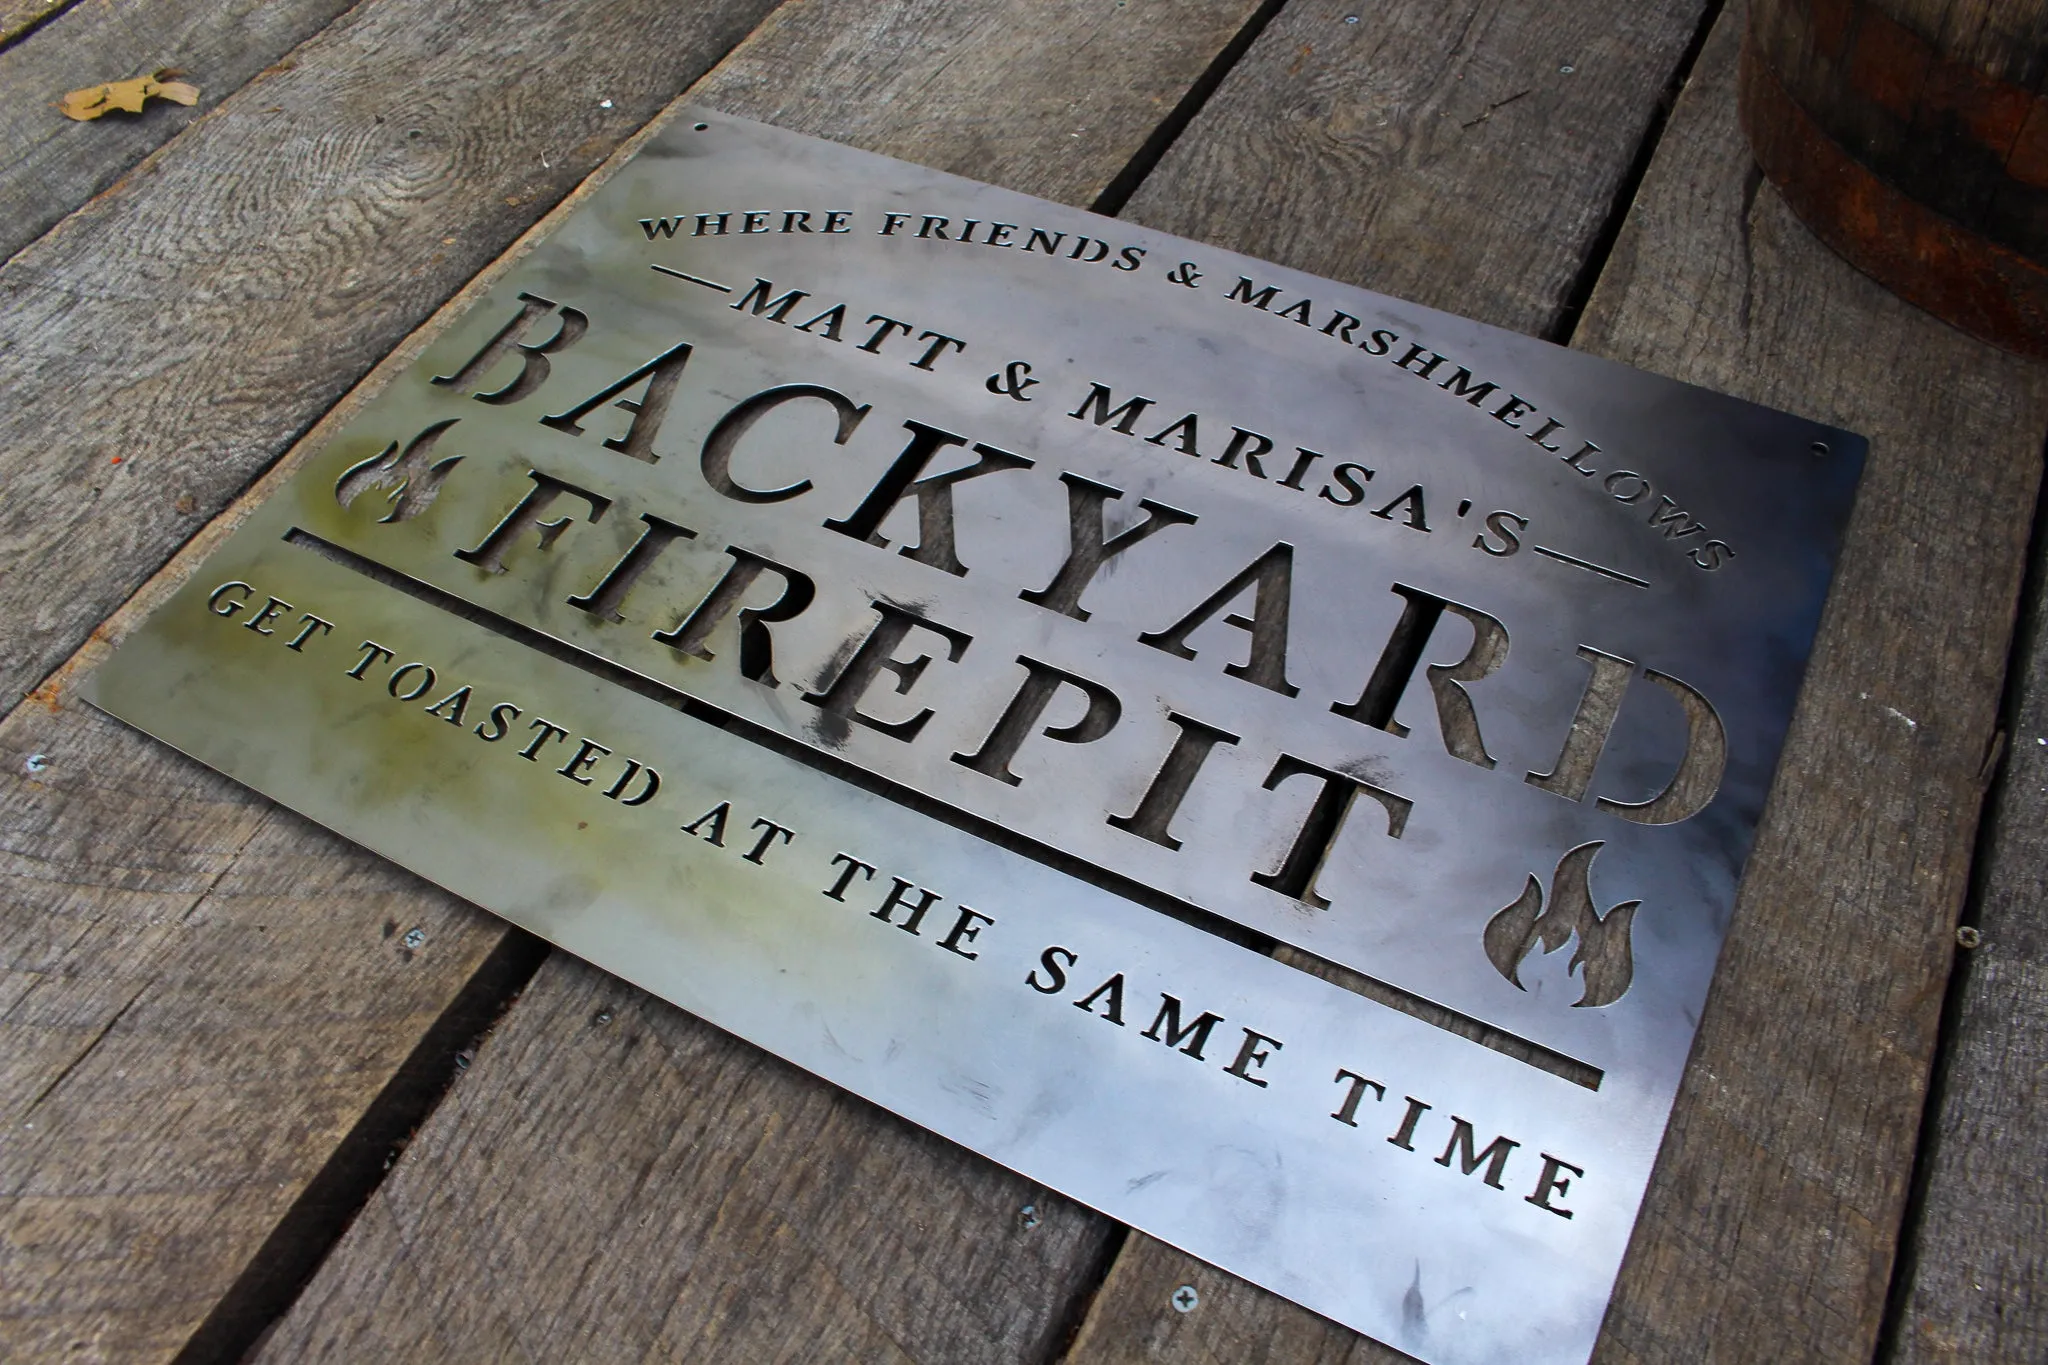 WHERE FRIENDS & MARSHMELLOWS
—MATT & MARISA'S—
BACKYARD
FIREPIT
GET TOASTED AT THE SAME TIME